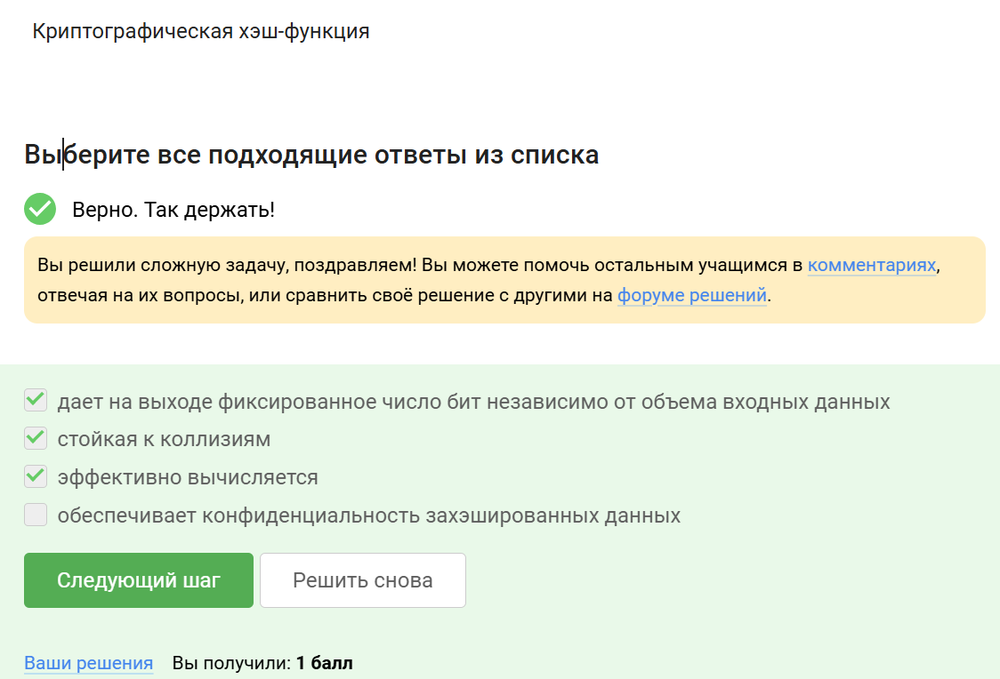 Криптографическая хэш-функция
Выберите все подходящие ответы из списка
Верно. Так держать!
Вы решили сложную задачу, поздравляем! Вы можете помочь остальным учащимся в комментариях,
отвечая на их вопросы, или сравнить своё решение с другими на форуме решений.
дает на выходе фиксированное число бит независимо от объема входных данных
стойкая к коллизиям
эффективно вычисляется
обеспечивает конфиденциальность захэшированных данных
Следующий шаг Решить снова
Ваши решения Вы получили: 1 балл